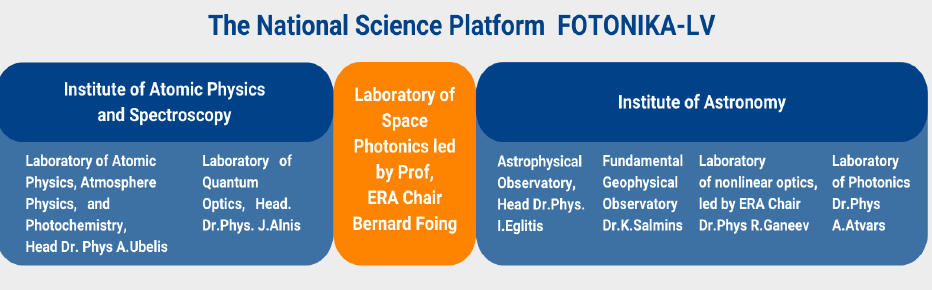 The National Science Platform FOTONIKA-LV
Institute of Atomic Physics
and Spectroscopy
Laboratory of Atomic
Physics, Atmosphere
Physics, and
Photochemistry,
Head Dr. Phys A.Ubelis
Laboratory of
Quantum
Optics, Head.
Dr.Phys. J.Alnis
Laboratory of
Space
Photonics led
by Prof,
ERA Chair
Bernard Foing
Institute of Astronomy
Astrophysical
Observatory,
Head Dr.Phys.
I.Eglitis
Fundamental
Geophysical
Observatory
Dr.K.Salmins
Laboratory
of nonlinear optics,
led by ERA Chair
Dr.Phys R.Ganeev
Laboratory
of Photonics
Dr.Phys
A.Atvars